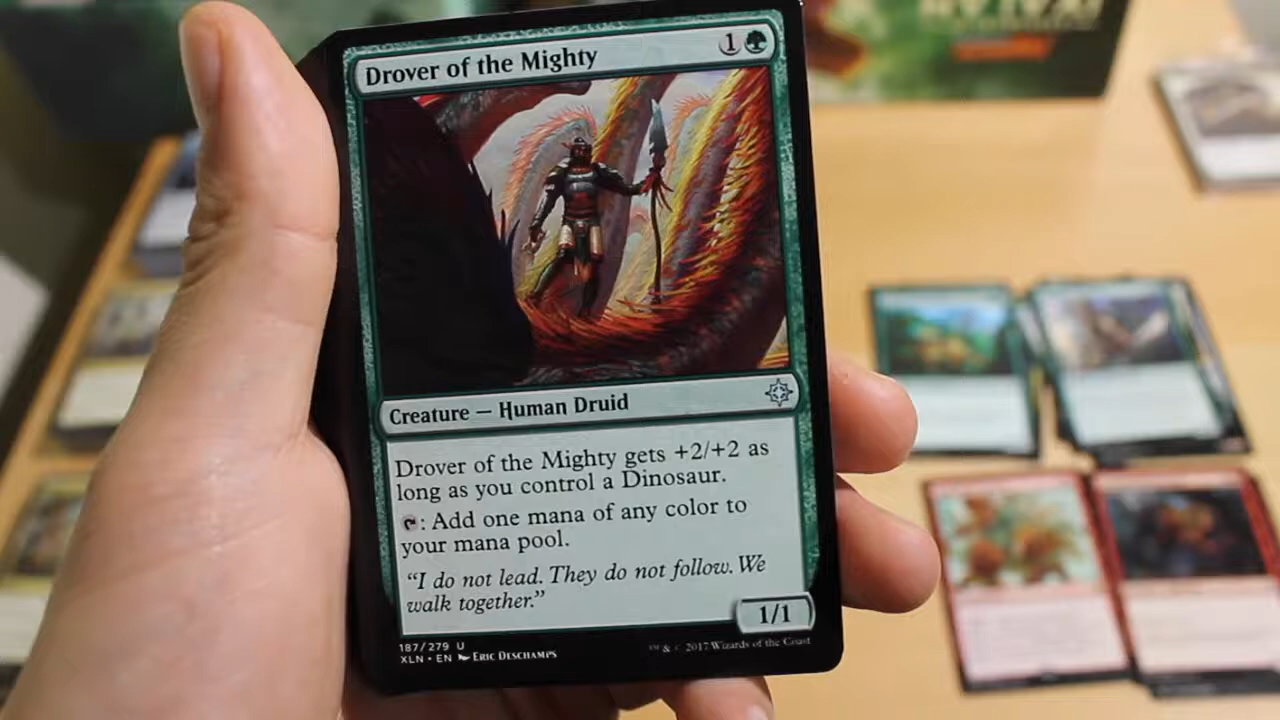 Drover of the Mighty 1
Creature — Human Druid
Drover of the Mighty gets +2/+2 as
long as you control a Dinosaur.
: Add one mana of any color to
your mana pool.
“I do not lead. They do not follow. We
walk together.”
1/1
187/279 U
XLN • EN Eric Deschamps
™ & © 2017 Wizards of the Coast